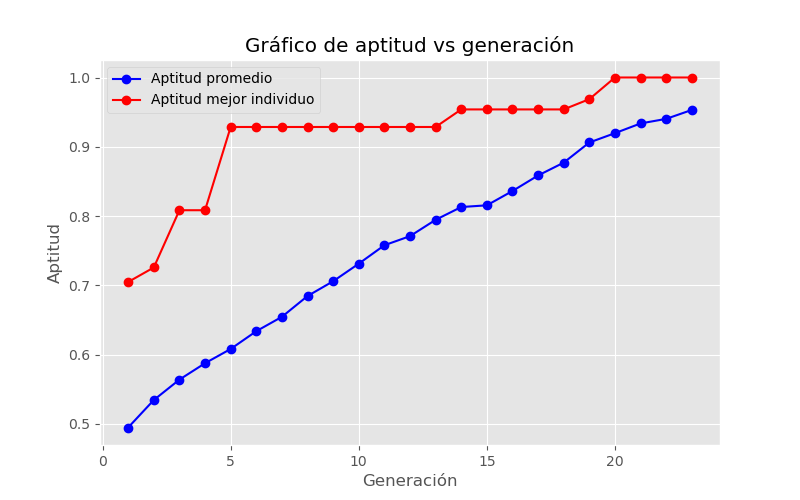 Gráfico de aptitud vs generación
Aptitud promedio
Aptitud mejor individuo
Aptitud
1.0
0.9
0.8
0.7
0.6
0.5
0 5 10 15 20
Generación